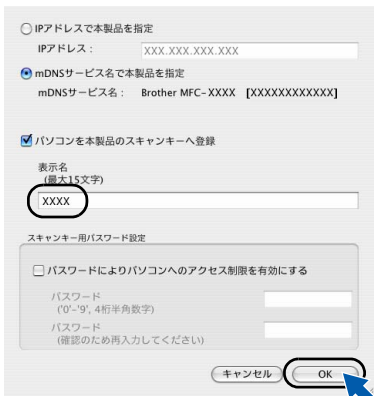 IPアドレスで本製品を指定
IPアドレス： XXX.XXX.XXX.XXX
mDNSサービス名で本製品を指定
mDNSサービス名： Brother MFC-XXXX [XXXXXXXXXXXX]
パソコンを本製品のスキャンキーへ登録
表示名
(最大15文字)
XXXX
スキャンキー用パスワード設定
パスワードによりパソコンへのアクセス制限を有効にする
パスワード
('0'-'9', 4桁半角数字)
パスワード
(確認のため再入力してください)
キャンセル OK